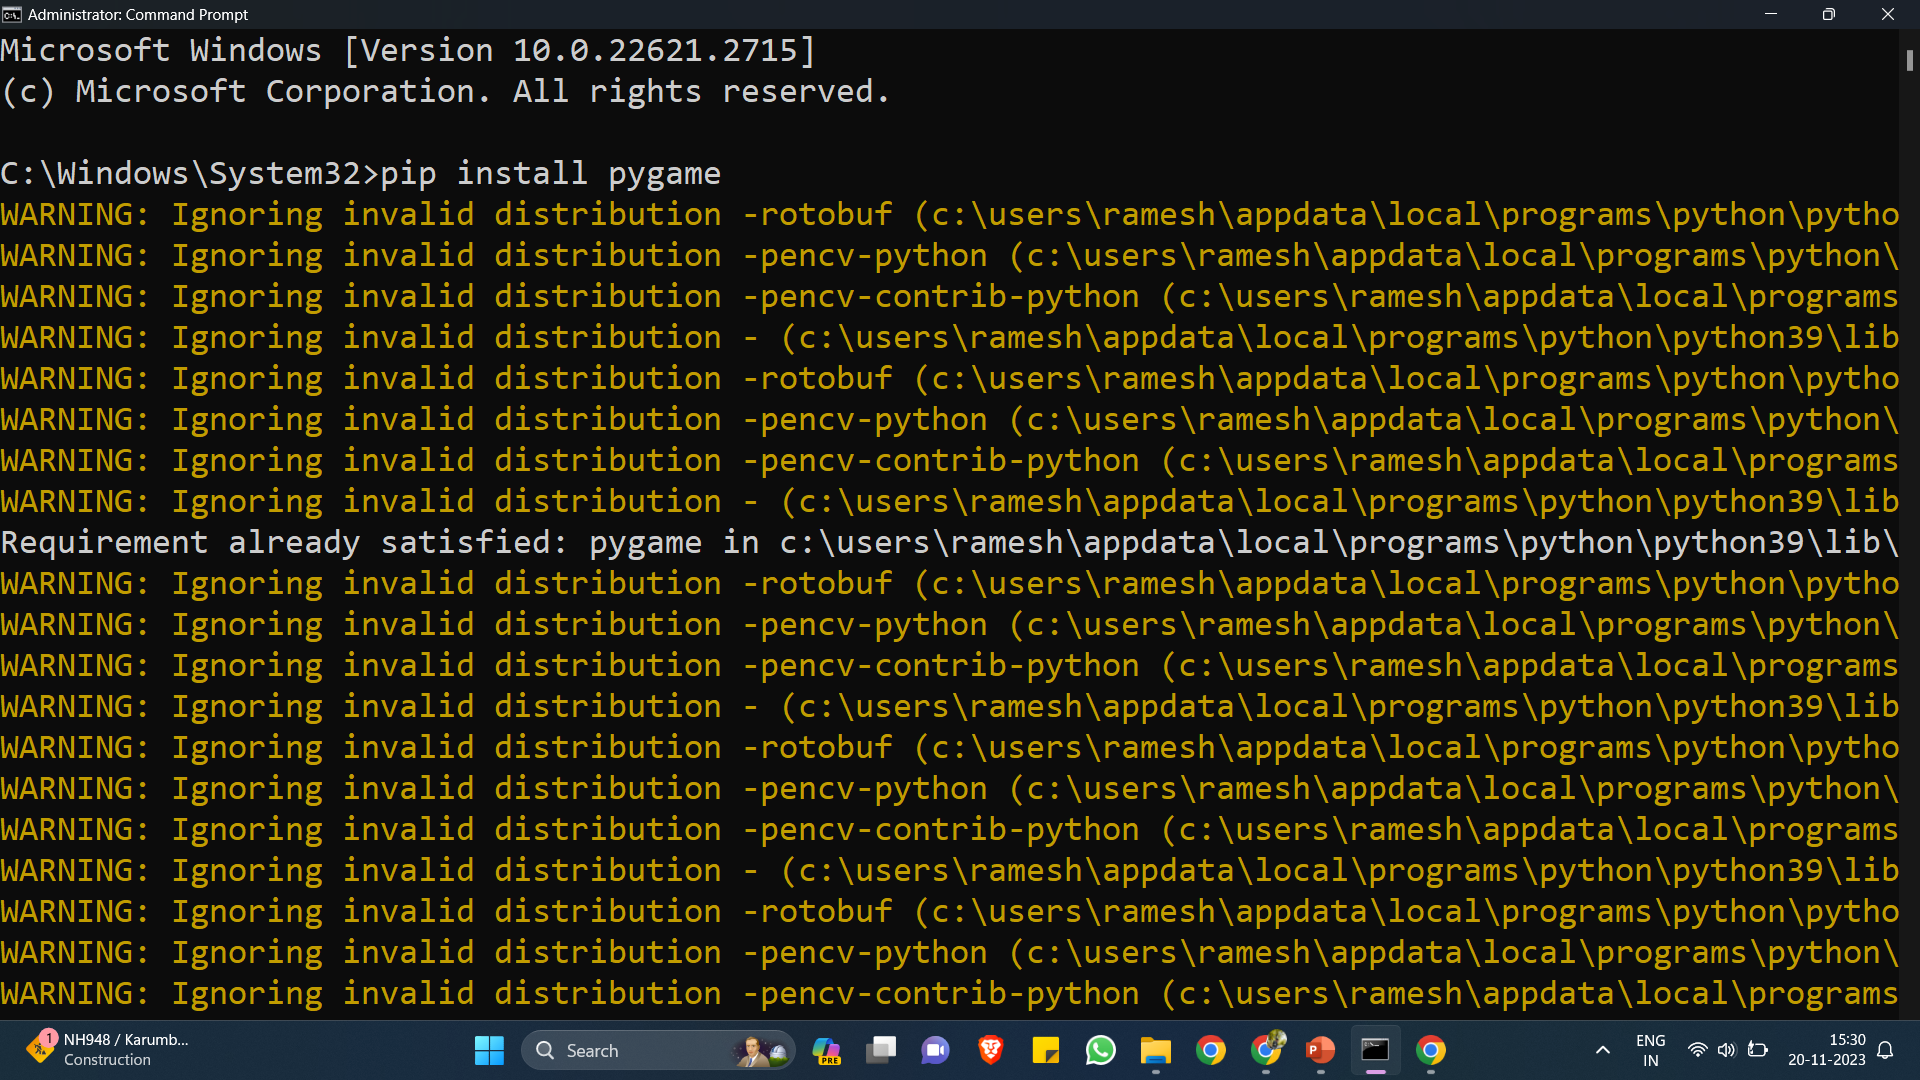 Administrator: Command Prompt
Microsoft Windows [Version 10.0.22621.2715]
(c) Microsoft Corporation. All rights reserved.
C:\Windows\System32>pip install pygame
WARNING: Ignoring invalid distribution -rotobuf (c:\users\ramesh\appdata\local\programs\python\pytho
WARNING: Ignoring invalid distribution -pencv-python (c:\users\ramesh\appdata\local\programs\python\
WARNING: Ignoring invalid distribution -pencv-contrib-python (c:\users\ramesh\appdata\local\programs
WARNING: Ignoring invalid distribution - (c:\users\ramesh\appdata\local\programs\python\python39\lib
WARNING: Ignoring invalid distribution -rotobuf (c:\users\ramesh\appdata\local\programs\python\pytho
WARNING: Ignoring invalid distribution -pencv-python (c:\users\ramesh\appdata\local\programs\python\
WARNING: Ignoring invalid distribution -pencv-contrib-python (c:\users\ramesh\appdata\local\programs
WARNING: Ignoring invalid distribution - (c:\users\ramesh\appdata\local\programs\python\python39\lib
Requirement already satisfied: pygame in c:\users\ramesh\appdata\local\programs\python\python39\lib\
WARNING: Ignoring invalid distribution -rotobuf (c:\users\ramesh\appdata\local\programs\python\pytho
WARNING: Ignoring invalid distribution -pencv-python (c:\users\ramesh\appdata\local\programs\python\
WARNING: Ignoring invalid distribution -pencv-contrib-python (c:\users\ramesh\appdata\local\programs
WARNING: Ignoring invalid distribution - (c:\users\ramesh\appdata\local\programs\python\python39\lib
WARNING: Ignoring invalid distribution -rotobuf (c:\users\ramesh\appdata\local\programs\python\pytho
WARNING: Ignoring invalid distribution -pencv-python (c:\users\ramesh\appdata\local\programs\python\
WARNING: Ignoring invalid distribution -pencv-contrib-python (c:\users\ramesh\appdata\local\programs
WARNING: Ignoring invalid distribution - (c:\users\ramesh\appdata\local\programs\python\python39\lib
WARNING: Ignoring invalid distribution -rotobuf (c:\users\ramesh\appdata\local\programs\python\pytho
WARNING: Ignoring invalid distribution -pencv-python (c:\users\ramesh\appdata\local\programs\python\
WARNING: Ignoring invalid distribution -pencv-contrib-python (c:\users\ramesh\appdata\local\programs
1
NH948 / Karumb...
Construction
Search
PRE
P
ENG
IN
15:30
20-11-2023